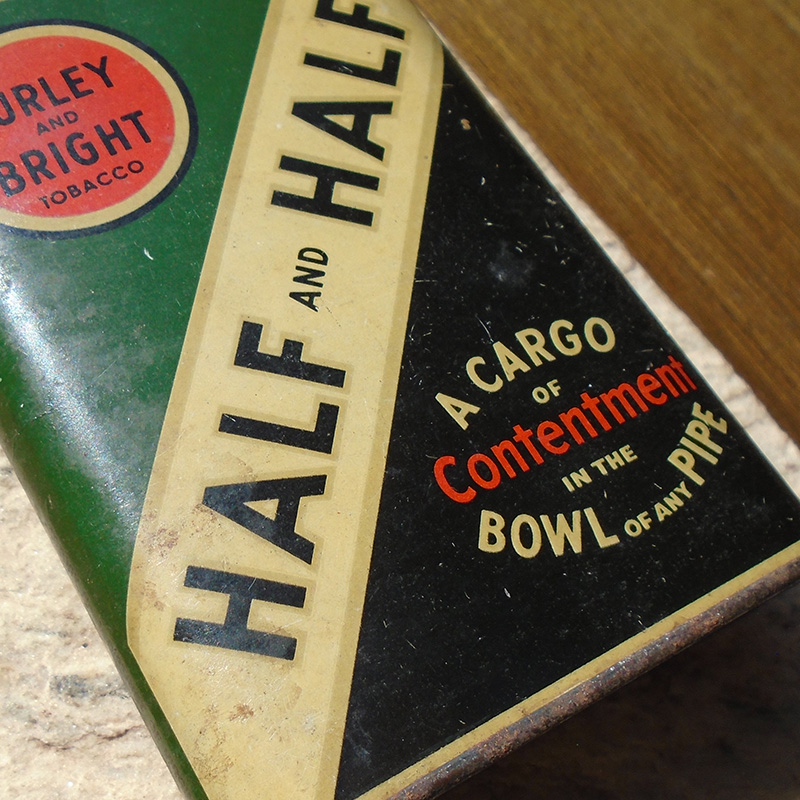 URLEY
AND
BRIGHT
TOBACCO
HALF AND HALF
A CARGO
OF
Contentment
IN THE
BOWL OF ANY PIPE